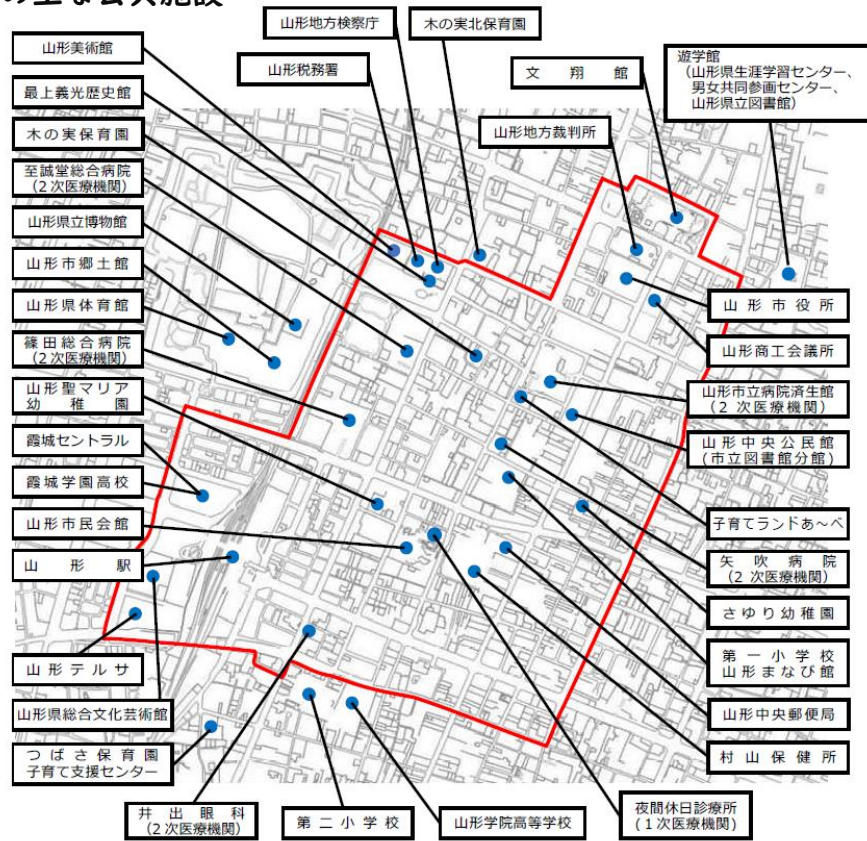 の主な公共施設
山形地方検察庁
木の実北保育園
山形美術館
山形税務署
文翔館
遊学館
(山形県生涯学習センター、
男女共同参画センター、
山形県立図書館)
最上義光歴史館
木の実保育園
山形地方裁判所
至誠堂総合病院
(2次医療機関)
山形県立博物館
山形市郷土館
山形県体育館
篠田総合病院
(2次医療機関)
山形聖マリア
幼稚園
霞城セントラル
霞城学園高校
山形市民会館
山形駅
山形テルサ
山形県総合文化芸術館
つばさ保育園
子育て支援センター
山形市役所
山形商工会議所
山形市立病院済生館
(2次医療機関)
山形中央公民館
(市立図書館分館)
子育てランドあ~べ
矢吹病院
(2次医療機関)
さゆり幼稚園
第一小学校
山形まなび館
山形中央郵便局
村山保健所
井出眼科
(2次医療機関)
第二小学校
山形学院高等学校
夜間休日診療所
(1次医療機関)